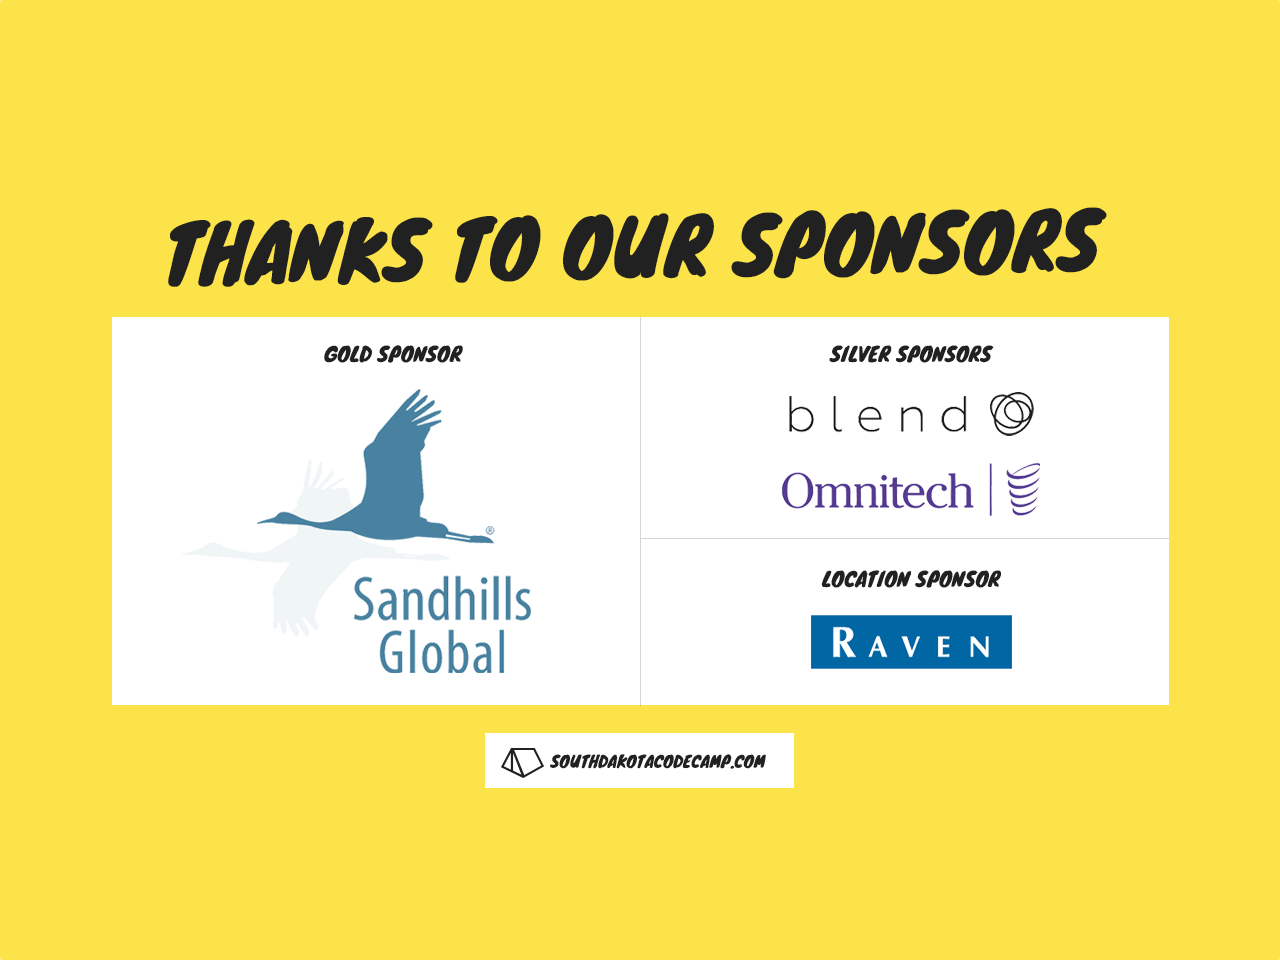 THANKS TO OUR SPONSORS
GOLD SPONSOR
®
Sandhills
Global
SILVER SPONSORS
blend
Omnitech
LOCATION SPONSOR
RAVEN
SOUTHDAKOTACODECAMP.COM